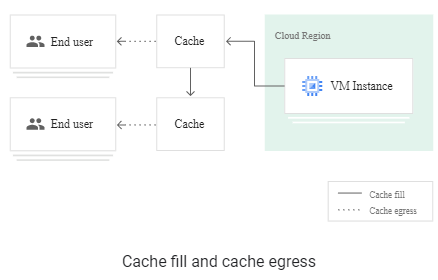 End user
Cache
Cloud Region
VM Instance
End user
Cache
Cache fill
Cache egress
Cache fill and cache egress